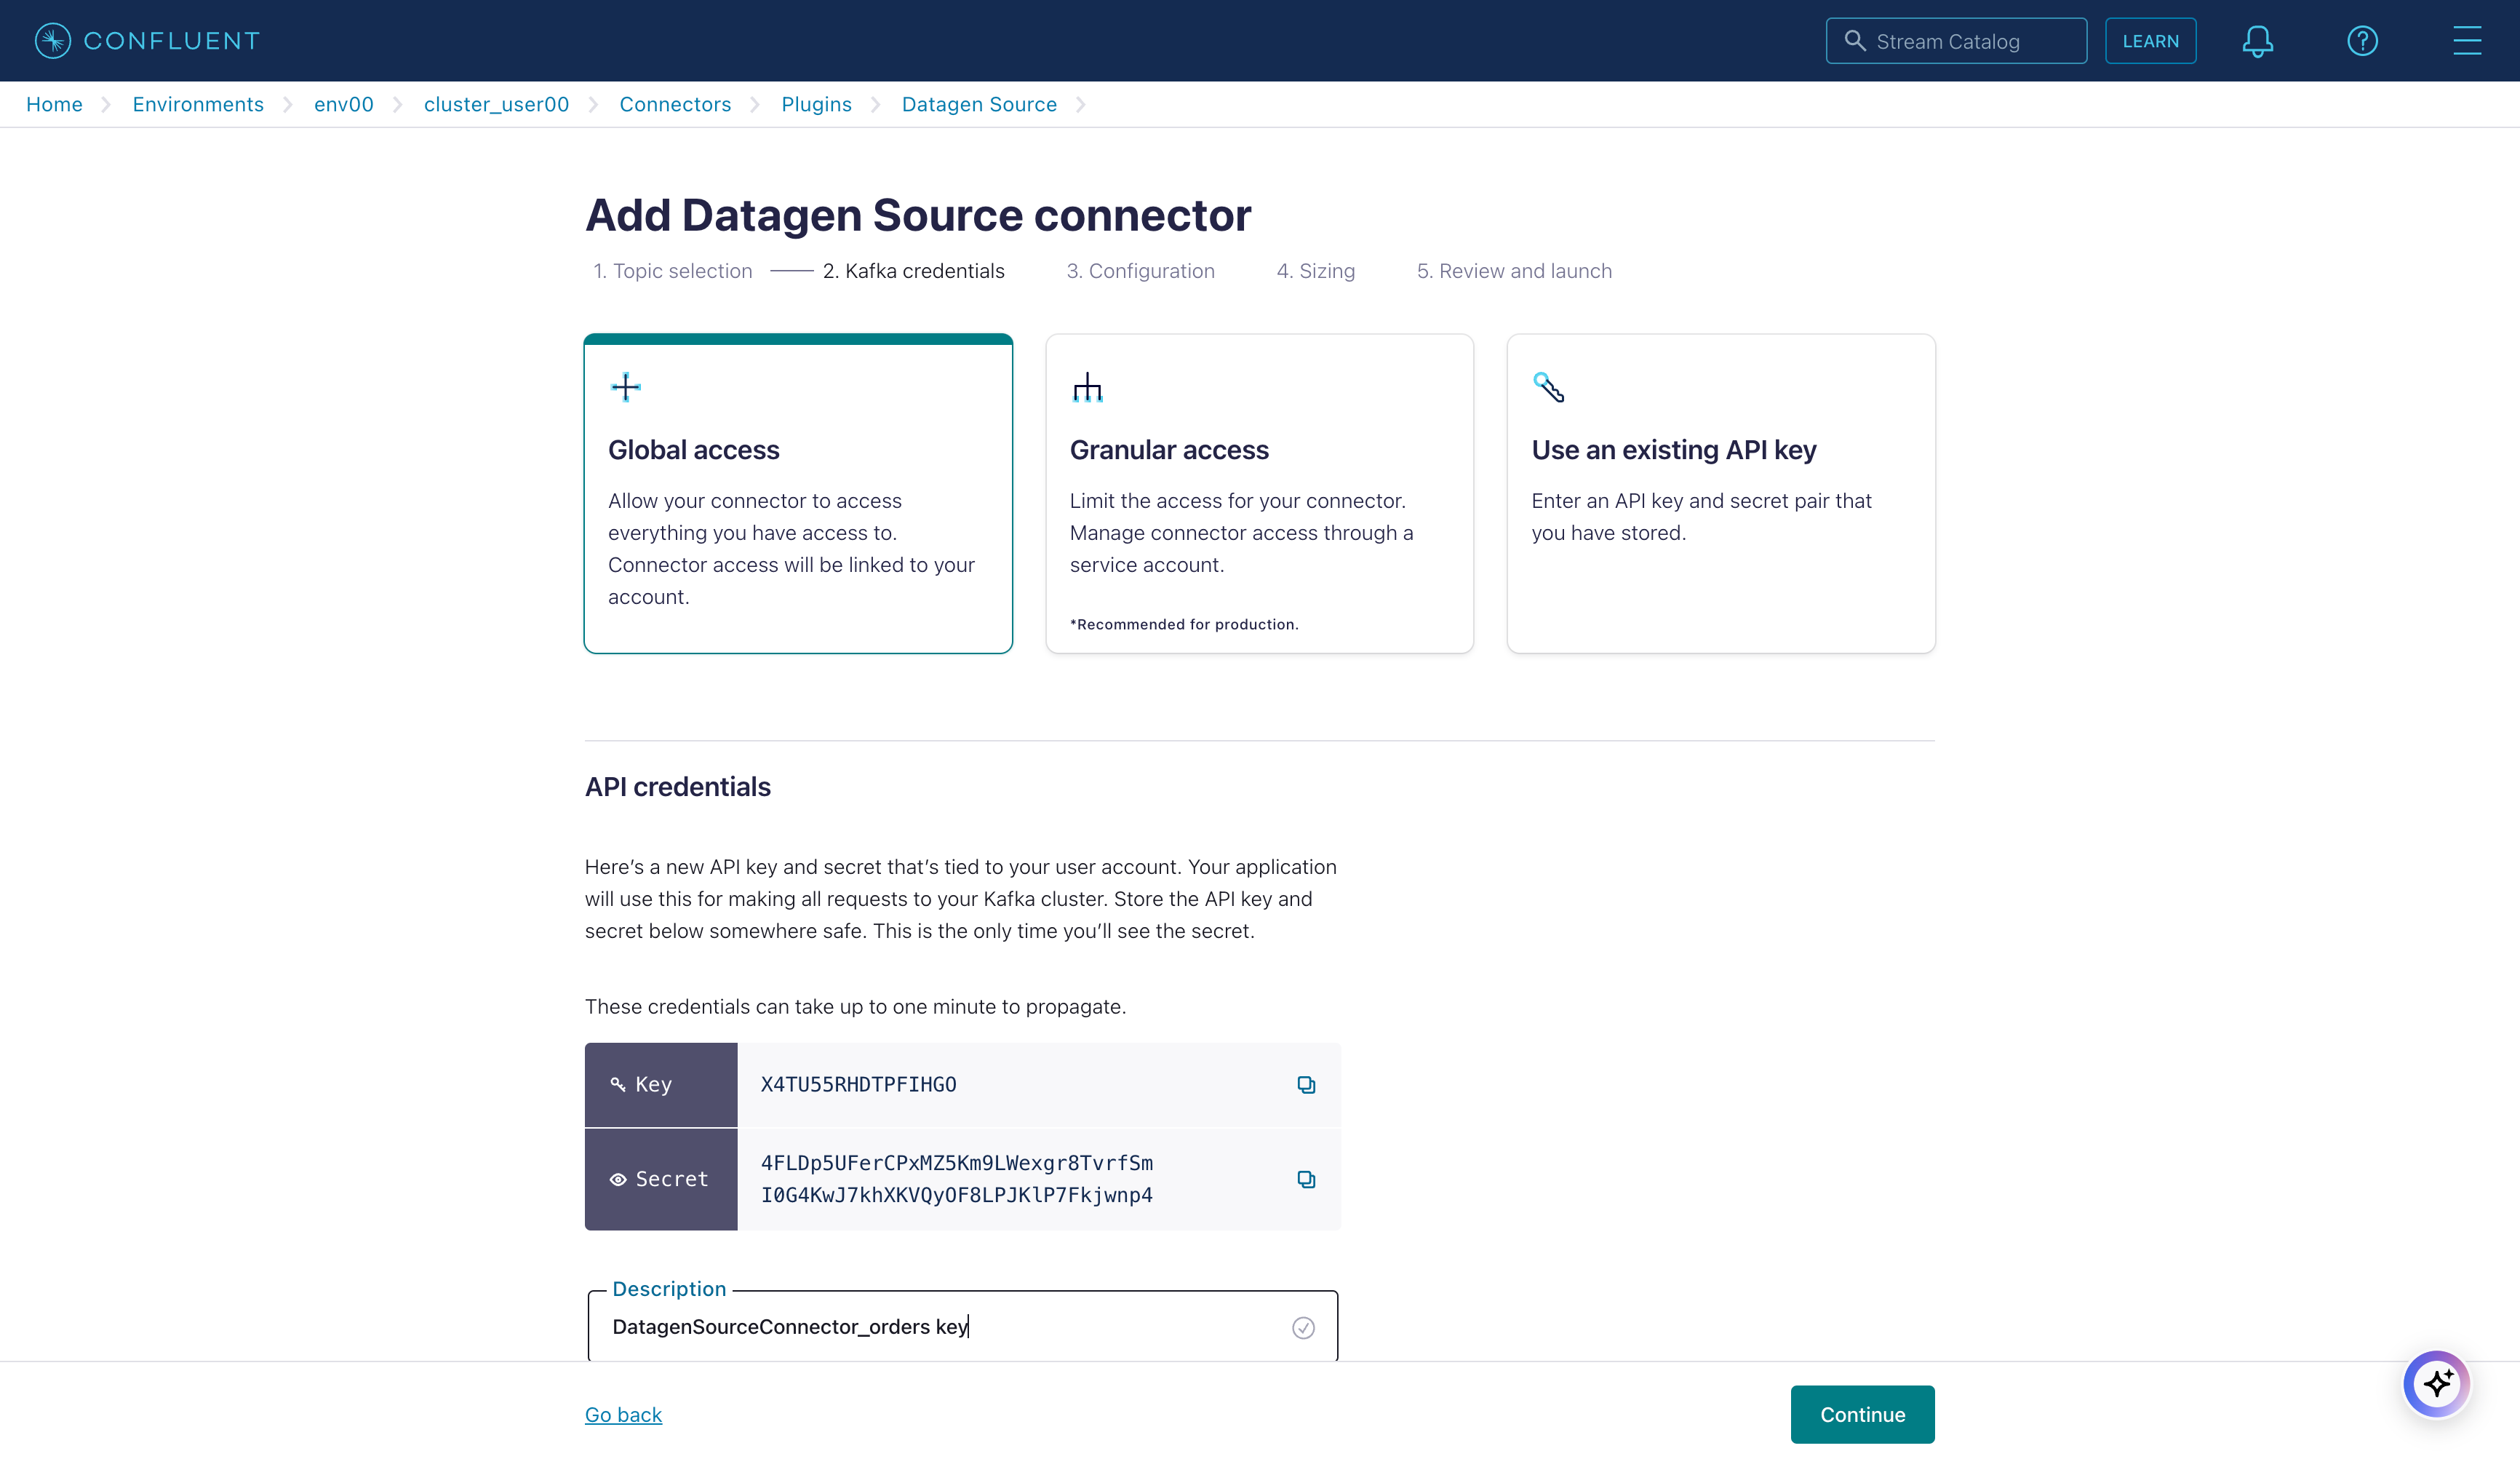 CONFLUENT
Stream Catalog
LEARN
Home
Environments
env00
cluster_user00
Connectors
Plugins
Datagen Source
Add Datagen Source connector
1. Topic selection
2. Kafka credentials
3. Configuration
4. Sizing
5. Review and launch
Global access
Allow your connector to access
everything you have access to.
Connector access will be linked to your
account.
Granular access
Limit the access for your connector.
Manage connector access through a
service account.
*Recommended for production.
Use an existing API key
Enter an API key and secret pair that
you have stored.
API credentials
Here’s a new API key and secret that’s tied to your user account. Your application
will use this for making all requests to your Kafka cluster. Store the API key and
secret below somewhere safe. This is the only time you’ll see the secret.
These credentials can take up to one minute to propagate.
Key
X4TU55RHDTPFIHGO
Secret
4FLDp5UFerCPxMZ5Km9LWexgr8TvrfSm
I0G4KwJ7khXKVQyOF8LPJKlP7Fkjwnp4
Description
DatagenSourceConnector_orders key
Go back
Continue